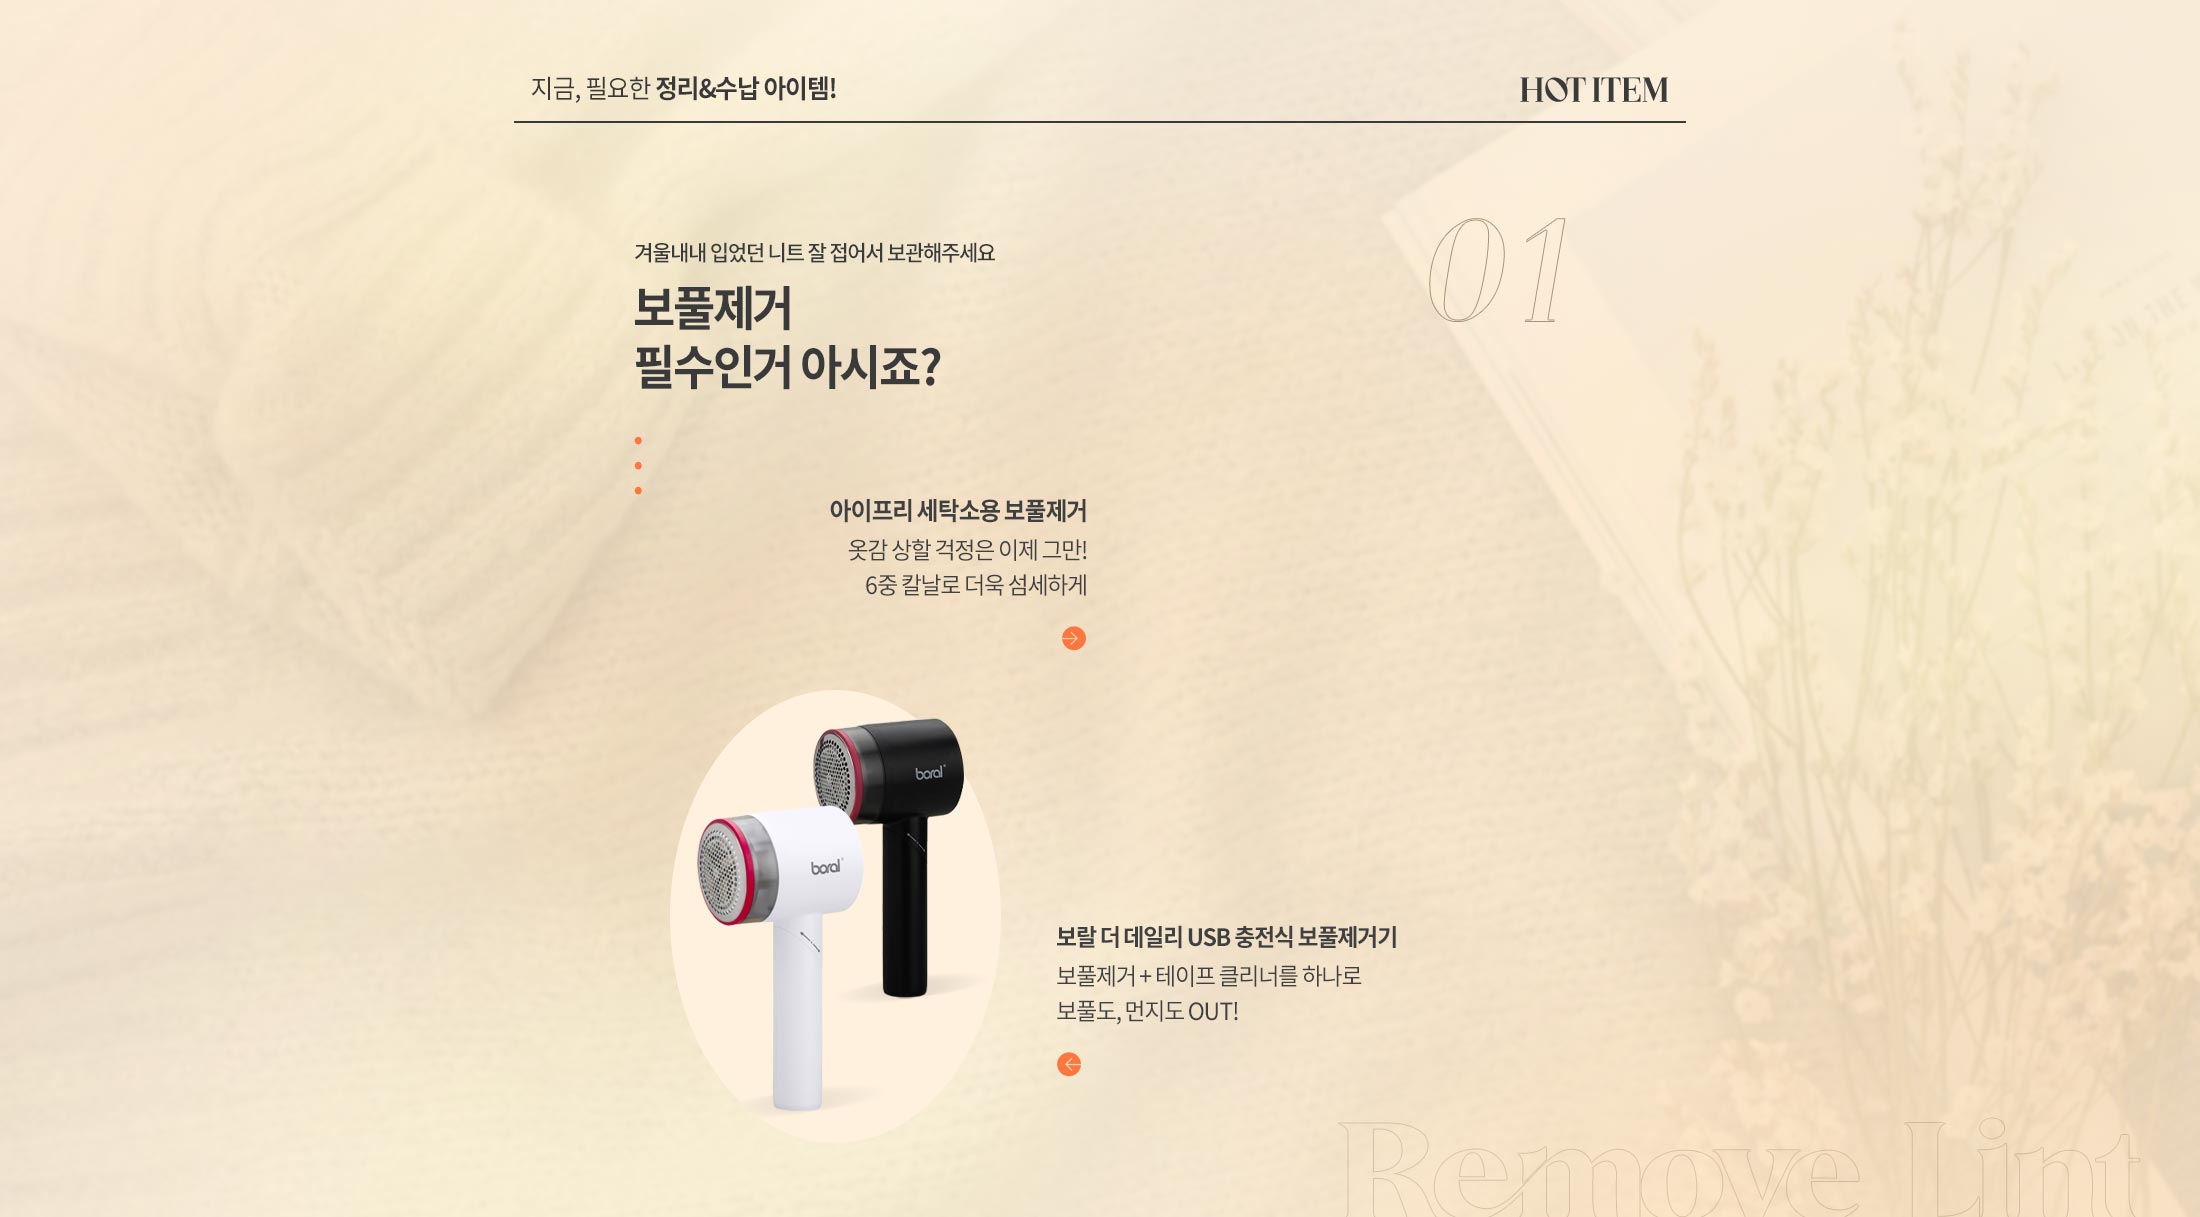 지금, 필요한 정리&수납 아이템!
HOT ITEM
01
겨울내내 입었던 니트 잘 접어서 보관해주세요
보풀제거
필수인거 아시죠?
아이프리 세탁소용 보풀제거
옷감 상할 걱정은 이제 그만!
6중 칼날로 더욱 섬세하게
boral
boral
보랄 더 데일리 USB 충전식 보풀제거기
보풀제거 + 테이프 클리너를 하나로
보풀도, 먼지도 OUT!
Remove Lint